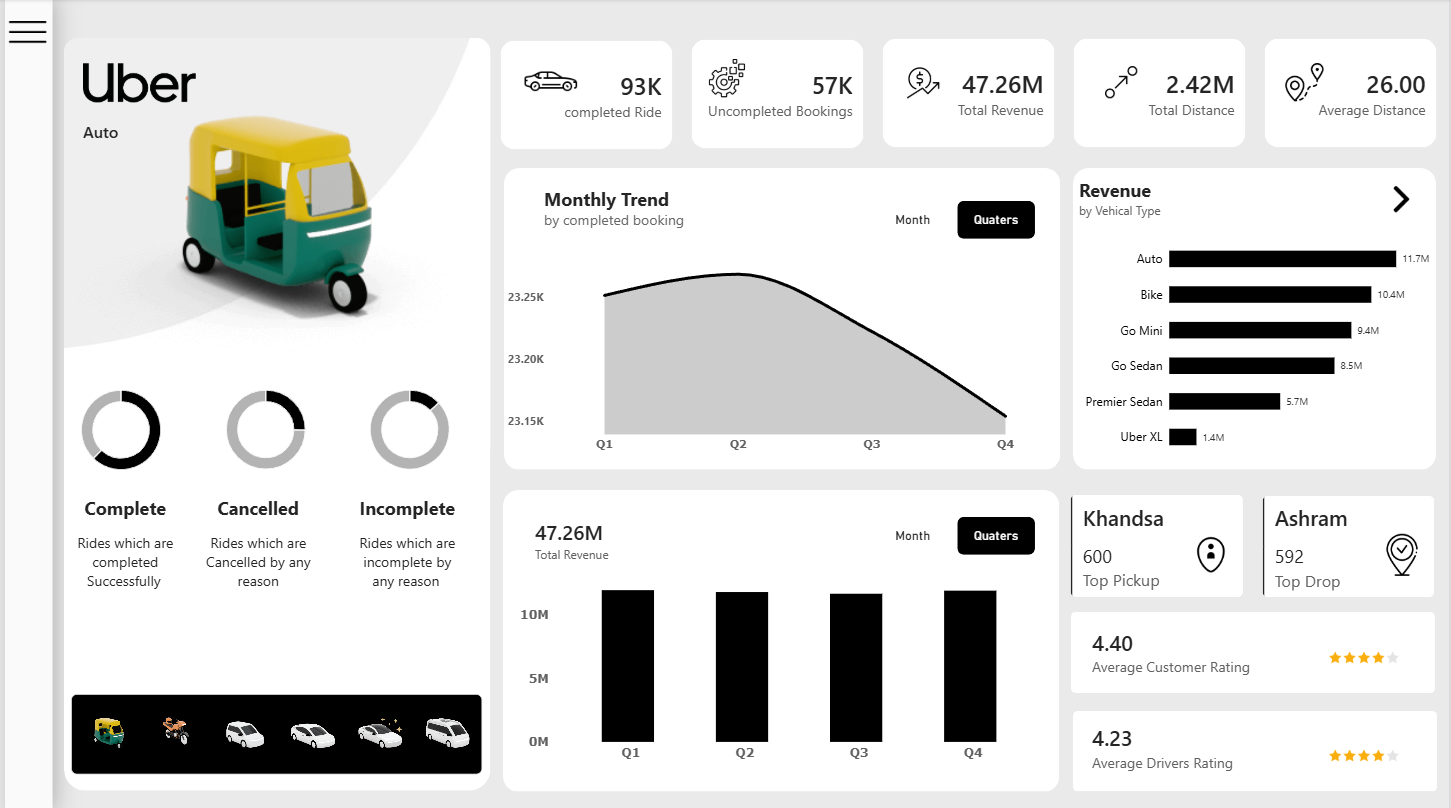 Uber
Auto
93K
completed Ride
57K
Uncompleted Bookings
47.26M
Total Revenue
2.42M
Total Distance
26.00
Average Distance
Monthly Trend
by completed booking
Month
Quaters
23.25K
23.20K
23.15K
Q1
Q2
Q3
Q4
Revenue
by Vehical Type
Auto
11.7M
Bike
10.4M
Go Mini
9.4M
Go Sedan
8.5M
Premier Sedan
5.7M
Uber XL
1.4M
Complete
Rides which are
completed
Successfully
Cancelled
Rides which are
Cancelled by any
reason
Incomplete
Rides which are
incomplete by
any reason
47.26M
Total Revenue
Month
Quaters
10M
5M
0M
Q1
Q2
Q3
Q4
Khandsa
600
Top Pickup
Ashram
592
Top Drop
4.40
Average Customer Rating
4.23
Average Drivers Rating